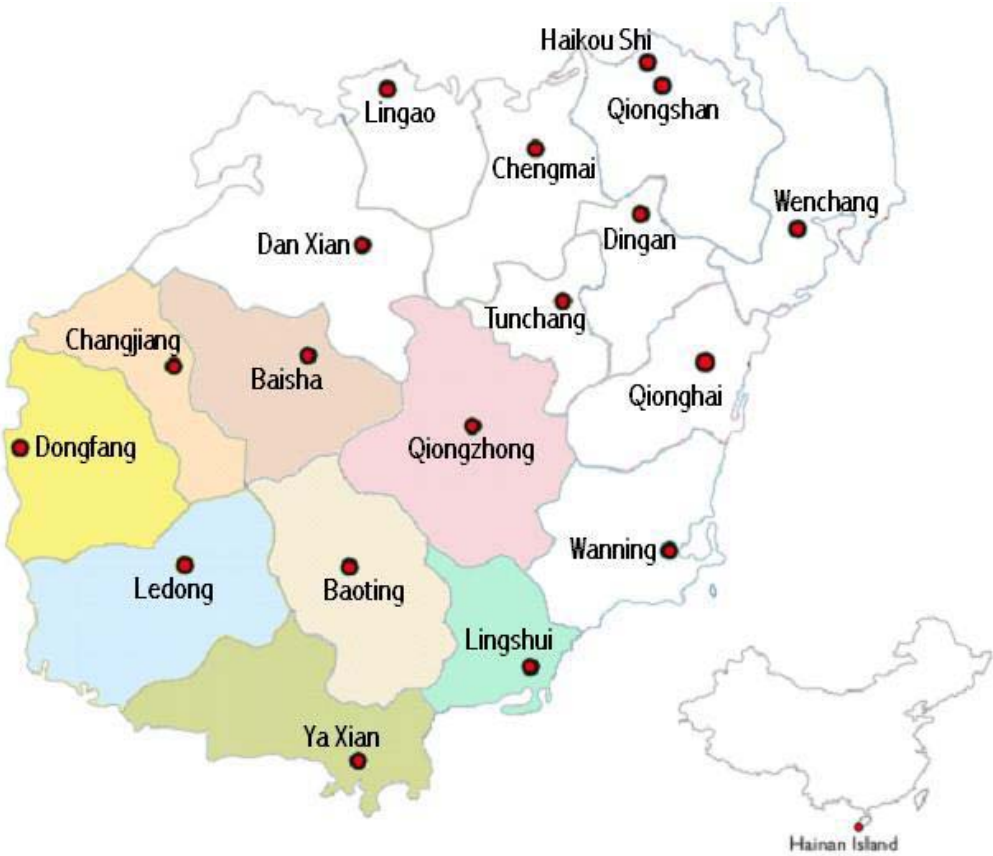 Haikou Shi
Lingao
Qiongshan
Chengmai
Wenchang
Dan Xian
Dingan
Tunchang
Changjiang
Baisha
Qionghai
Dongfang
Qiongzhong
Wanning
Ledong
Baoting
Lingshui
Ya Xian
Hainan Island